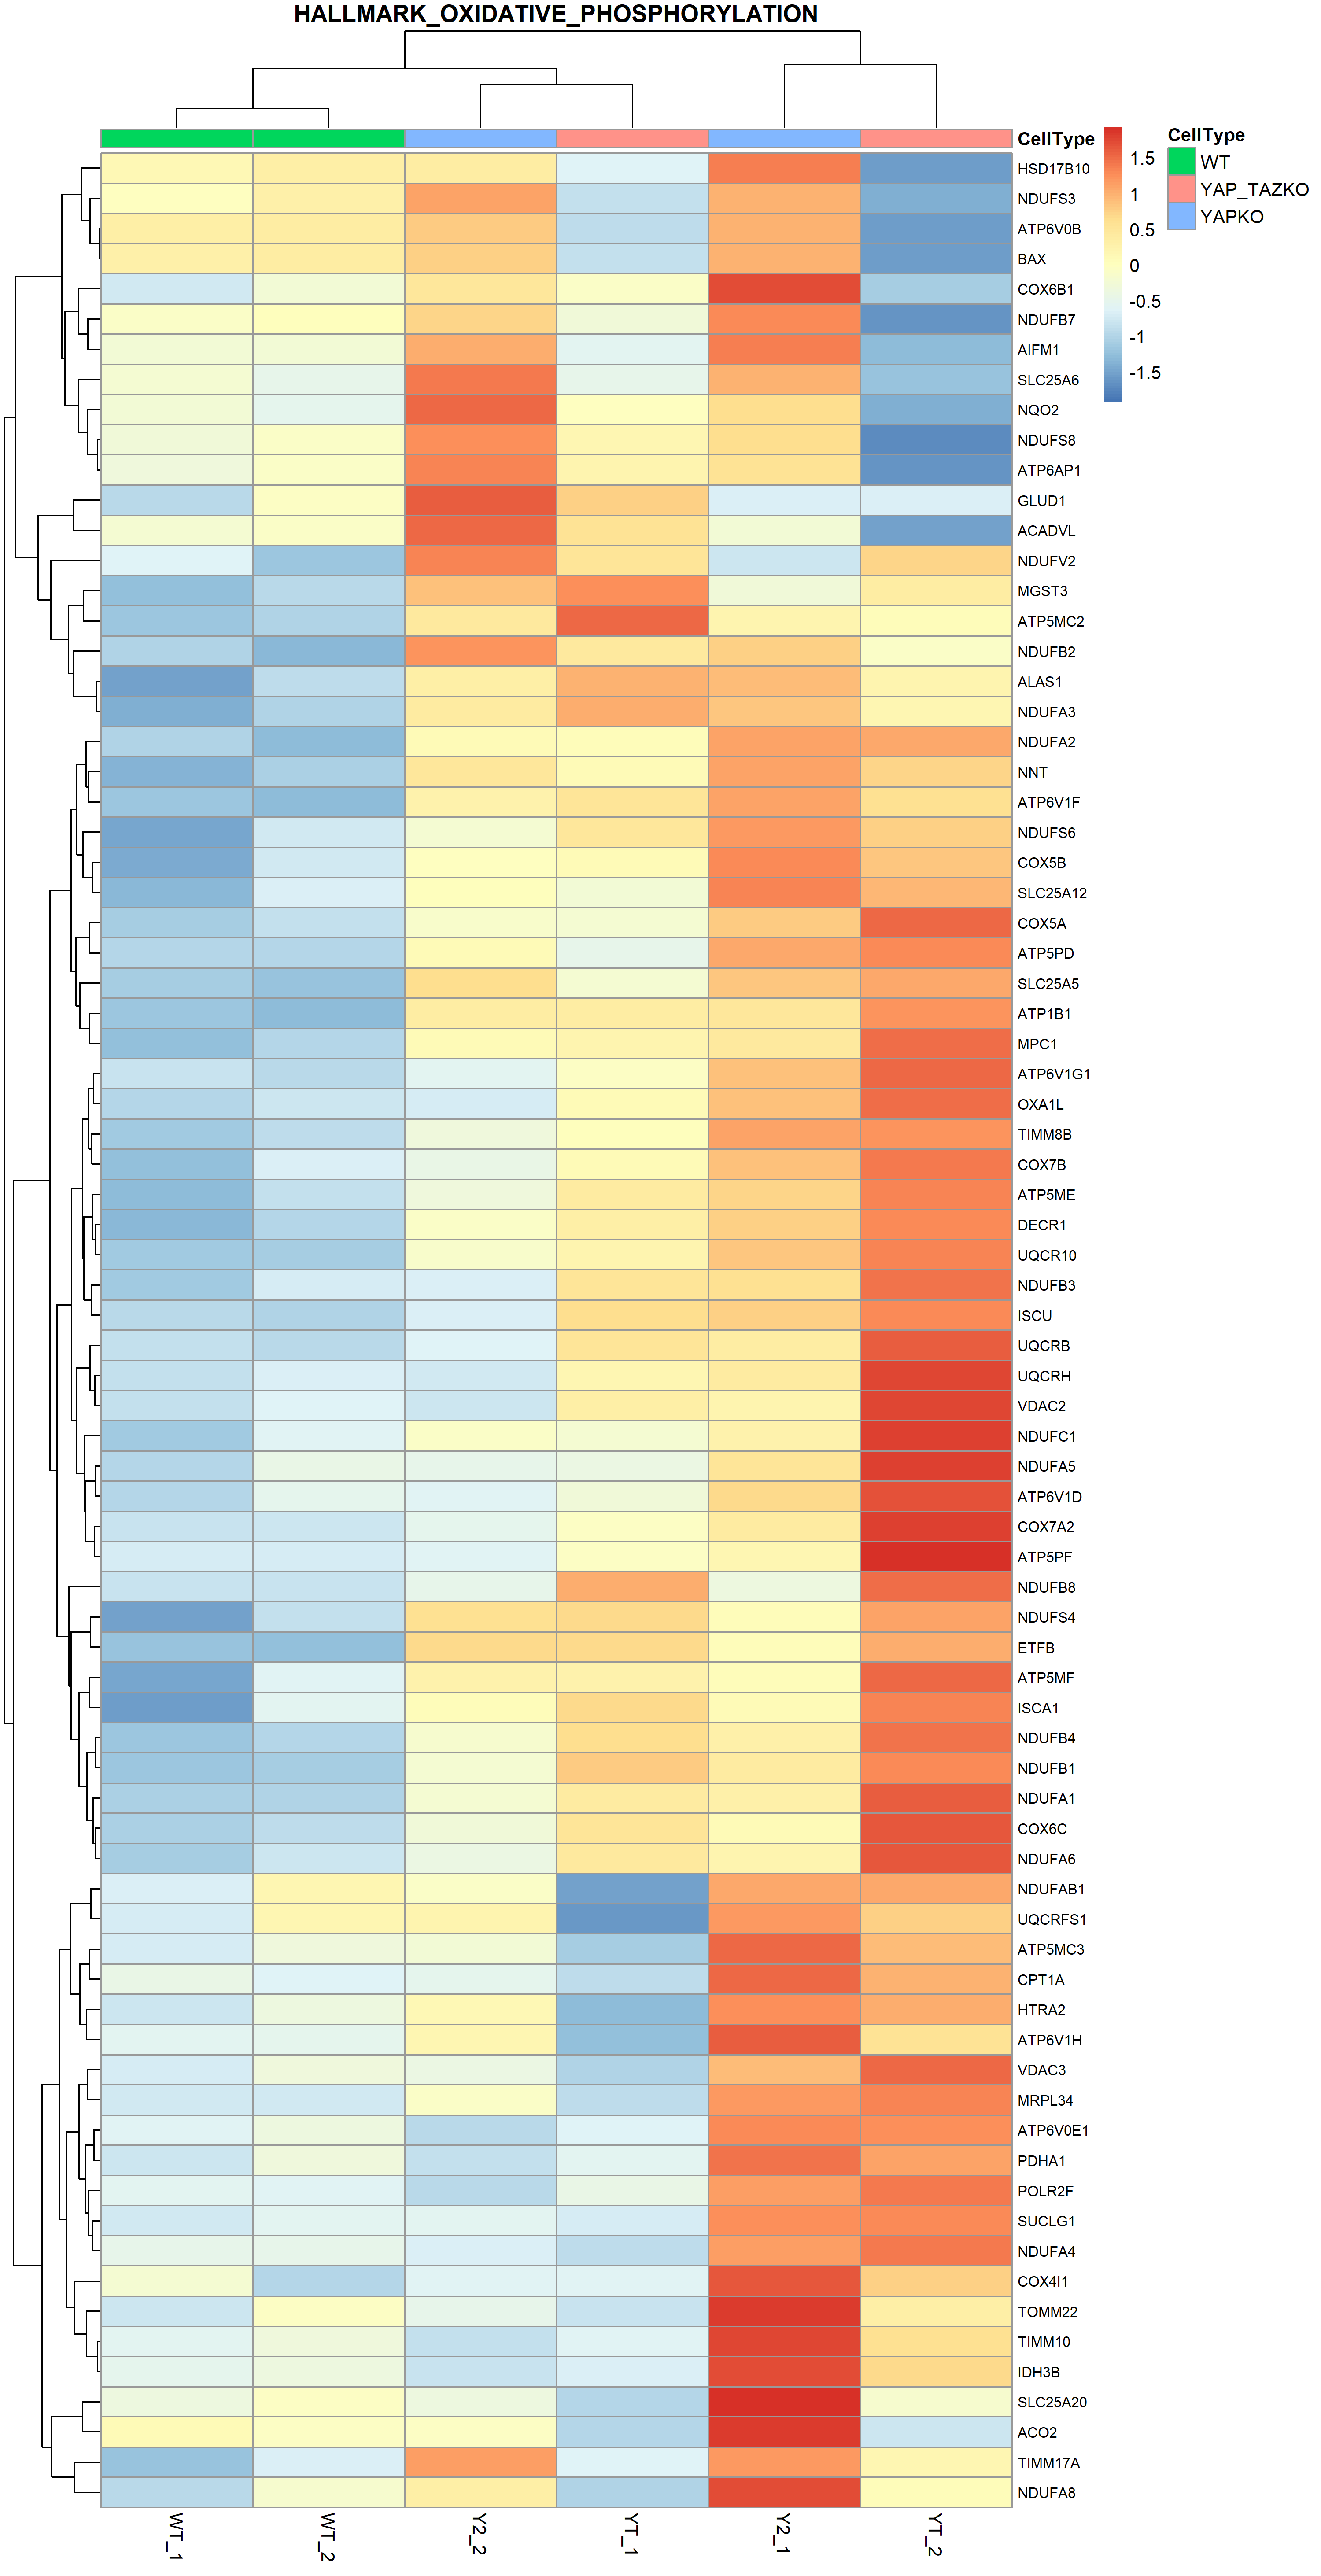 HALLMARK_OXIDATIVE_PHOSPHORYLATION
CellType
1.5
1
0.5
0
-0.5
-1
-1.5
CellType
WT
YAP_TAZKO
YAPKO
HSD17B10
NDUFS3
ATP6V0B
BAX
COX6B1
NDUFB7
AIFM1
SLC25A6
NQO2
NDUFS8
ATP6AP1
GLUD1
ACADVL
NDUFV2
MGST3
ATP5MC2
NDUFB2
ALAS1
NDUFA3
NDUFA2
NNT
ATP6V1F
NDUFS6
COX5B
SLC25A12
COX5A
ATP5PD
SLC25A5
ATP1B1
MPC1
ATP6V1G1
OXA1L
TIMM8B
COX7B
ATP5ME
DECR1
UQCR10
NDUFB3
ISCU
UQCRB
UQCRH
VDAC2
NDUFC1
NDUFA5
ATP6V1D
COX7A2
ATP5PF
NDUFB8
NDUFS4
ETFB
ATP5MF
ISCA1
NDUFB4
NDUFB1
NDUFA1
COX6C
NDUFA6
NDUFAB1
UQCRFS1
ATP5MC3
CPT1A
HTRA2
ATP6V1H
VDAC3
MRPL34
ATP6V0E1
PDHA1
POLR2F
SUCLG1
NDUFA4
COX4I1
TOMM22
TIMM10
IDH3B
SLC25A20
ACO2
TIMM17A
NDUFA8
WT_1
WT_2
Y2_2
YT_1
Y2_1
YT_2